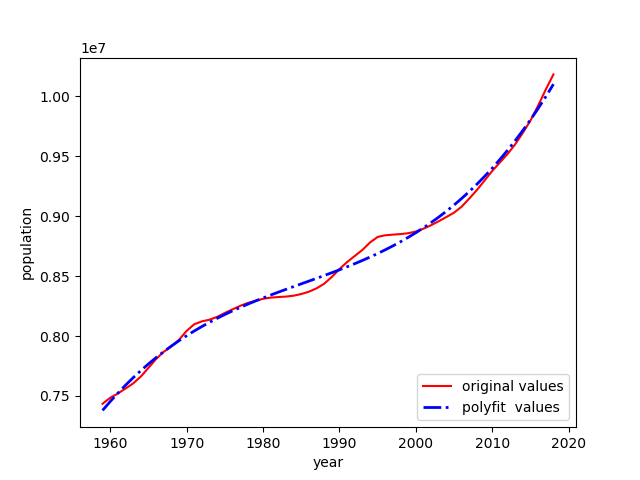 1e7
1.00
0.95
0.90
0.85
0.80
0.75
population
1960 1970 1980 1990 2000 2010 2020
year
original values
polyfit  values